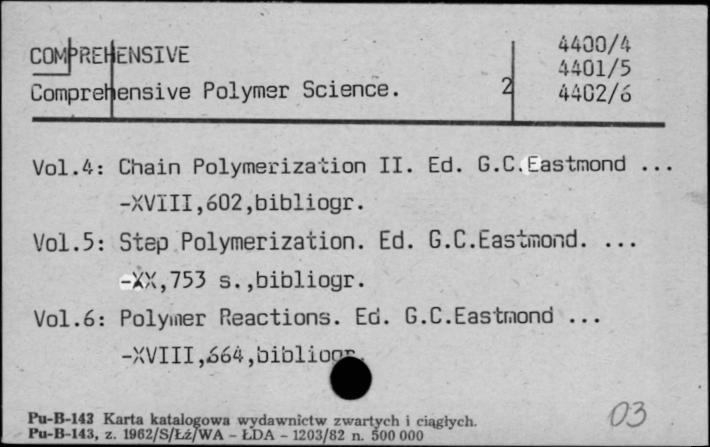 COMPREHENSIVE
Comprehensive Polymer Science. 2
4400/4
4401/5
4402/6
Vol.4: Chain Polymerization II. Ed. G.C.Eastmond ...
-XVIII,602,bibliogr.
Vol.5: Step Polymerization. Ed. G.C.Eastmond. ...
-XX,753 s.,bibliogr.
Vol.6: Polymer Reactions. Ed. G.C.Eastmond ...
-XVIII,664,bibliogr.
03
Pu-B-143 Karta katalogowa wydawnictw zwartych i ciągłych.
Pu-B-143, z. 1962/S/Łź/WA - ŁDA - 1203/82 n. 500 000